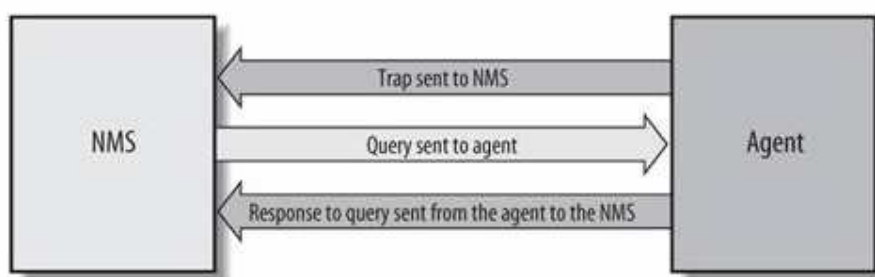 Trap sent to NMS
NMS
Query sent to agent
Agent
Response to query sent from the agent to the NMS